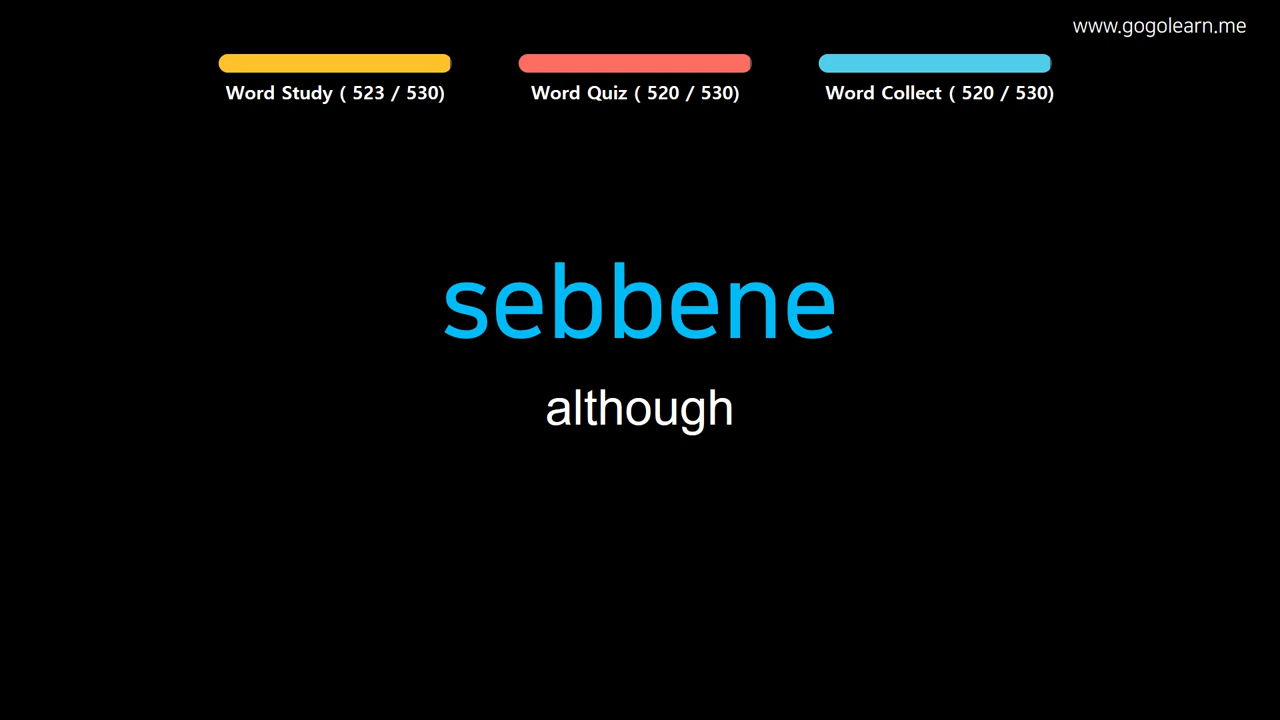 www.gogolearn.me
Word Study ( 523 / 530)
Word Quiz ( 520 / 530)
Word Collect ( 520 / 530)
sebbene
although